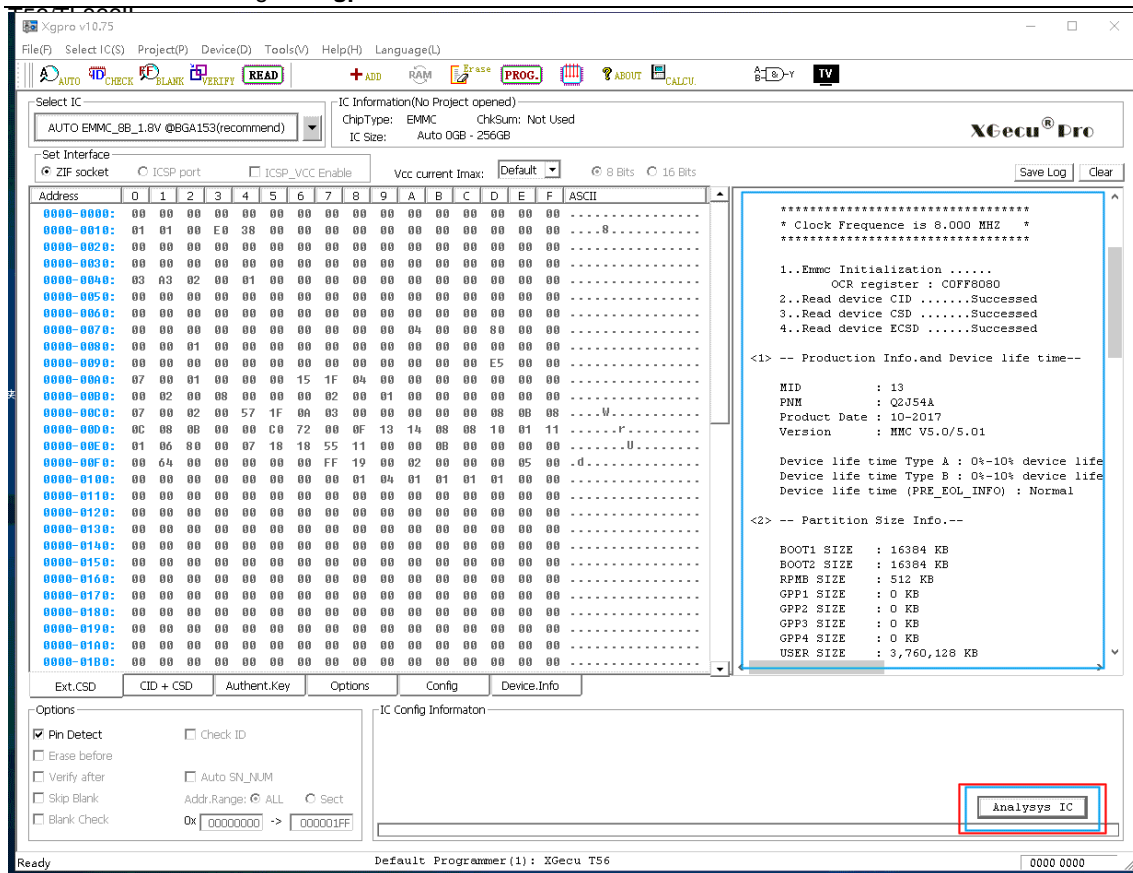 Xgpro v10.75
File(F) Select IC(S) Project(P) Device(D) Tools(V) Help(H) Language(L)
AUTO CHECK BLANK VERIFY READ ADD RAM Erase PROG. ABOUT CALCU. TV
Select IC
AUTO EMMC_8B_1.8V @BGA153(recommend)
IC Information(No Project opened)
ChipType: EMMC ChkSum: Not Used
IC Size: Auto 0GB - 256GB
XGecu® Pro
Set Interface
ZIF socket ICSP port ICSP_VCC Enable Vcc current Imax: Default 8 Bits 16 Bits
Save Log Clear
Address 0 1 2 3 4 5 6 7 8 9 A B C D E F ASCII
0000-0000: 00 00 00 00 00 00 00 00 00 00 00 00 00 00 00 00 ................
0000-0010: 01 01 00 E0 38 00 00 00 00 00 00 00 00 00 00 00 ....8...........
0000-0020: 00 00 00 00 00 00 00 00 00 00 00 00 00 00 00 00 ................
0000-0030: 00 00 00 00 00 00 00 00 00 00 00 00 00 00 00 00 ................
0000-0040: 03 A3 02 00 01 00 00 00 00 00 00 00 00 00 00 00 ................
0000-0050: 00 00 00 00 00 00 00 00 00 00 00 00 00 00 00 00 ................
0000-0060: 00 00 00 00 00 00 00 00 00 00 00 00 00 00 00 00 ................
0000-0070: 00 00 00 00 00 00 00 00 00 04 00 00 80 00 00 00 ................
0000-0080: 00 00 01 00 00 00 00 00 00 00 00 00 00 00 00 00 ................
0000-0090: 00 00 00 00 00 00 00 00 00 00 00 00 E5 00 00 00 ................
0000-00A0: 07 00 01 00 00 00 15 1F 04 00 00 00 00 00 00 00 ................
0000-00B0: 00 02 00 08 00 00 00 02 00 01 00 00 00 00 00 00 ................
0000-00C0: 07 00 02 00 57 1F 0A 03 00 00 00 00 00 08 0B 08 ....W...........
0000-00D0: 0C 08 0B 00 00 C0 72 00 0F 13 14 08 08 10 01 11 ......r.........
0000-00E0: 01 06 80 00 07 18 18 55 11 00 00 0B 00 00 00 00 .......U........
0000-00F0: 00 64 00 00 00 00 00 FF 19 00 02 00 00 00 05 00 .d..............
0000-0100: 00 00 00 00 00 00 00 00 01 04 01 01 01 01 00 00 ................
0000-0110: 00 00 00 00 00 00 00 00 00 00 00 00 00 00 00 00 ................
0000-0120: 00 00 00 00 00 00 00 00 00 00 00 00 00 00 00 00 ................
0000-0130: 00 00 00 00 00 00 00 00 00 00 00 00 00 00 00 00 ................
0000-0140: 00 00 00 00 00 00 00 00 00 00 00 00 00 00 00 00 ................
0000-0150: 00 00 00 00 00 00 00 00 00 00 00 00 00 00 00 00 ................
0000-0160: 00 00 00 00 00 00 00 00 00 00 00 00 00 00 00 00 ................
0000-0170: 00 00 00 00 00 00 00 00 00 00 00 00 00 00 00 00 ................
0000-0180: 00 00 00 00 00 00 00 00 00 00 00 00 00 00 00 00 ................
0000-0190: 00 00 00 00 00 00 00 00 00 00 00 00 00 00 00 00 ................
0000-01A0: 00 00 00 00 00 00 00 00 00 00 00 00 00 00 00 00 ................
0000-01B0: 00 00 00 00 00 00 00 00 00 00 00 00 00 00 00 00 ................
**********************************
* Clock Frequence is 8.000 MHZ *
**********************************
1..Emmc Initialization ......
OCR register : C0FF8080
2..Read device CID .......Successed
3..Read device CSD .......Successed
4..Read device ECSD ......Successed
<1> -- Production Info.and Device life time--
MID : 13
PNM : Q2J54A
Product Date : 10-2017
Version : MMC V5.0/5.01
Device life time Type A : 0%-10% device life
Device life time Type B : 0%-10% device life
Device life time (PRE_EOL_INFO) : Normal
<2> -- Partition Size Info.--
BOOT1 SIZE : 16384 KB
BOOT2 SIZE : 16384 KB
RPMB SIZE : 512 KB
GPP1 SIZE : 0 KB
GPP2 SIZE : 0 KB
GPP3 SIZE : 0 KB
GPP4 SIZE : 0 KB
USER SIZE : 3,760,128 KB
Ext.CSD CID + CSD Authent.Key Options Config Device.Info
Options
Pin Detect Check ID
Erase before
Verify after Auto SN_NUM
Skip Blank Addr.Range: ALL Sect
Blank Check 0x 00000000 -> 000001FF
IC Config Informaton
Analysys IC
Ready Default Programmer(1): XGecu T56 0000 0000